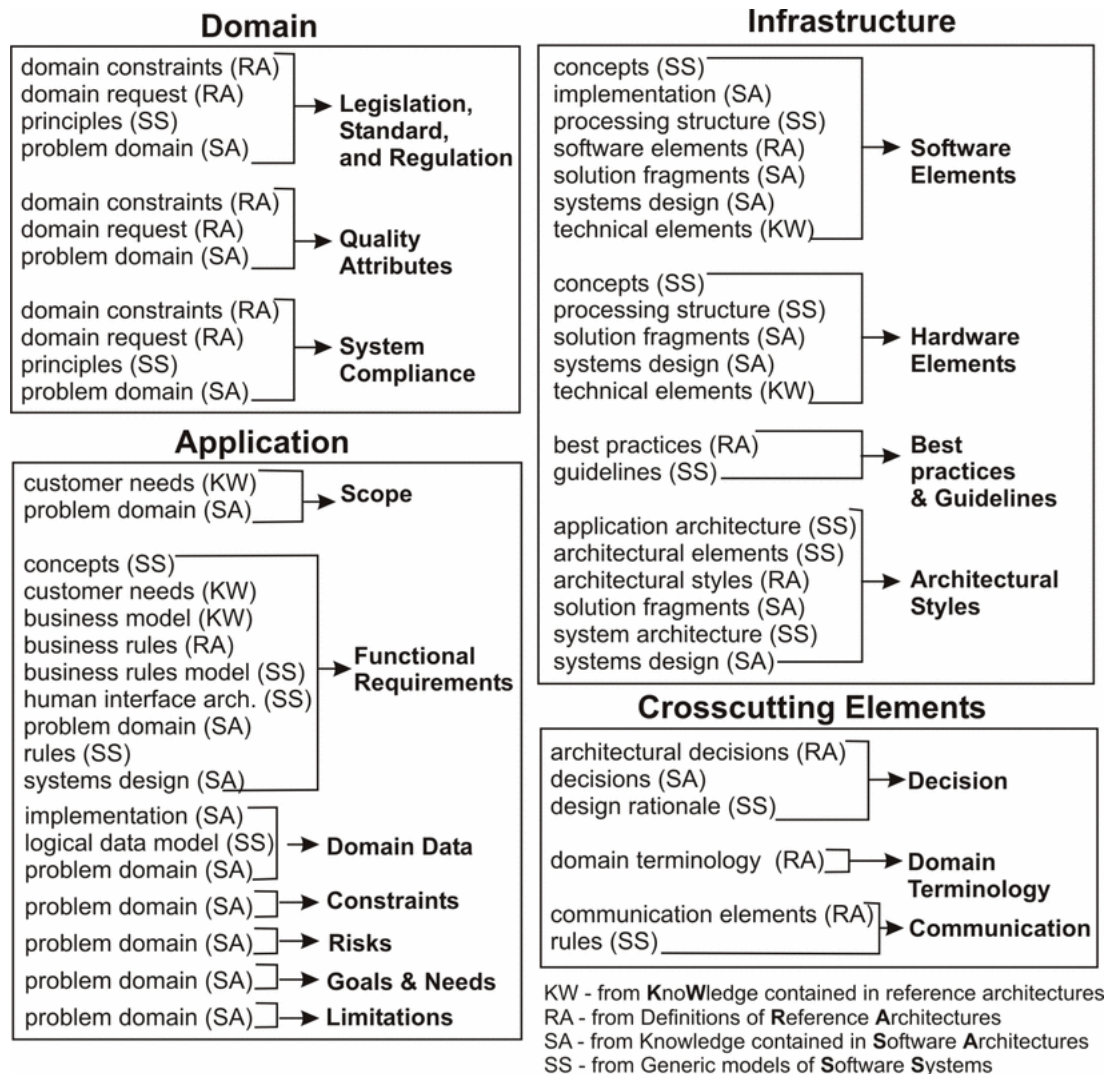 Domain
domain constraints (RA)
domain request (RA)
principles (SS)
problem domain (SA)
Legislation,
Standard,
and Regulation
domain constraints (RA)
domain request (RA)
problem domain (SA)
Quality
Attributes
domain constraints (RA)
domain request (RA)
principles (SS)
problem domain (SA)
System
Compliance
Application
customer needs (KW)
problem domain (SA)
Scope
concepts (SS)
customer needs (KW)
business model (KW)
business rules (RA)
business rules model (SS)
human interface arch. (SS)
problem domain (SA)
rules (SS)
systems design (SA)
Functional
Requirements
implementation (SA)
logical data model (SS)
problem domain (SA)
Domain Data
problem domain (SA)
Constraints
problem domain (SA)
Risks
problem domain (SA)
Goals & Needs
problem domain (SA)
Limitations
Infrastructure
concepts (SS)
implementation (SA)
processing structure (SS)
software elements (RA)
solution fragments (SA)
systems design (SA)
technical elements (KW)
Software
Elements
concepts (SS)
processing structure (SS)
solution fragments (SA)
systems design (SA)
technical elements (KW)
Hardware
Elements
best practices (RA)
guidelines (SS)
Best
practices
& Guidelines
application architecture (SS)
architectural elements (SS)
architectural styles (RA)
solution fragments (SA)
system architecture (SS)
systems design (SA)
Architectural
Styles
Crosscutting Elements
architectural decisions (RA)
decisions (SA)
design rationale (SS)
Decision
domain terminology (RA)
Domain
Terminology
communication elements (RA)
rules (SS)
Communication
KW - from KnoWledge contained in reference architectures
RA - from Definitions of Reference Architectures
SA - from Knowledge contained in Software Architectures
SS - from Generic models of Software Systems